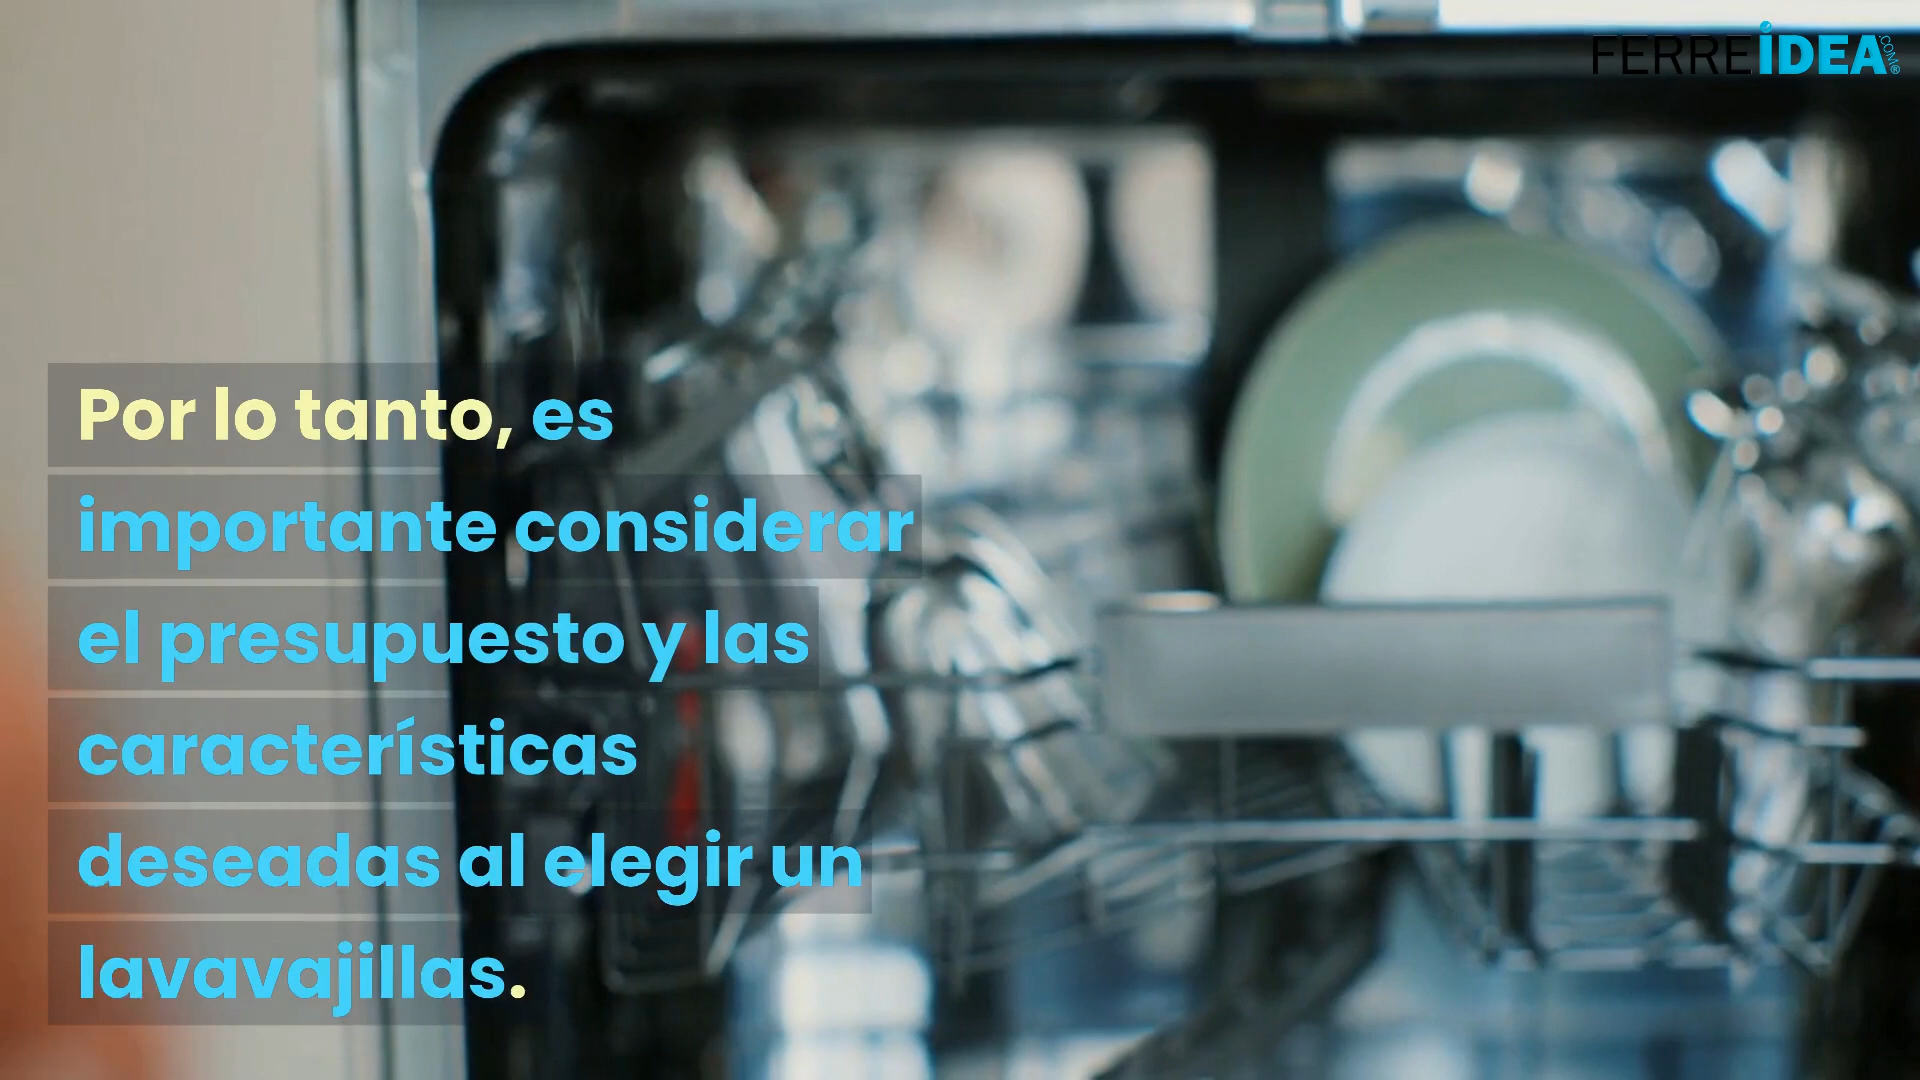 FERREiDEA.COM®
Por lo tanto, es
importante considerar
el presupuesto y las
características
deseadas al elegir un
lavavajillas.